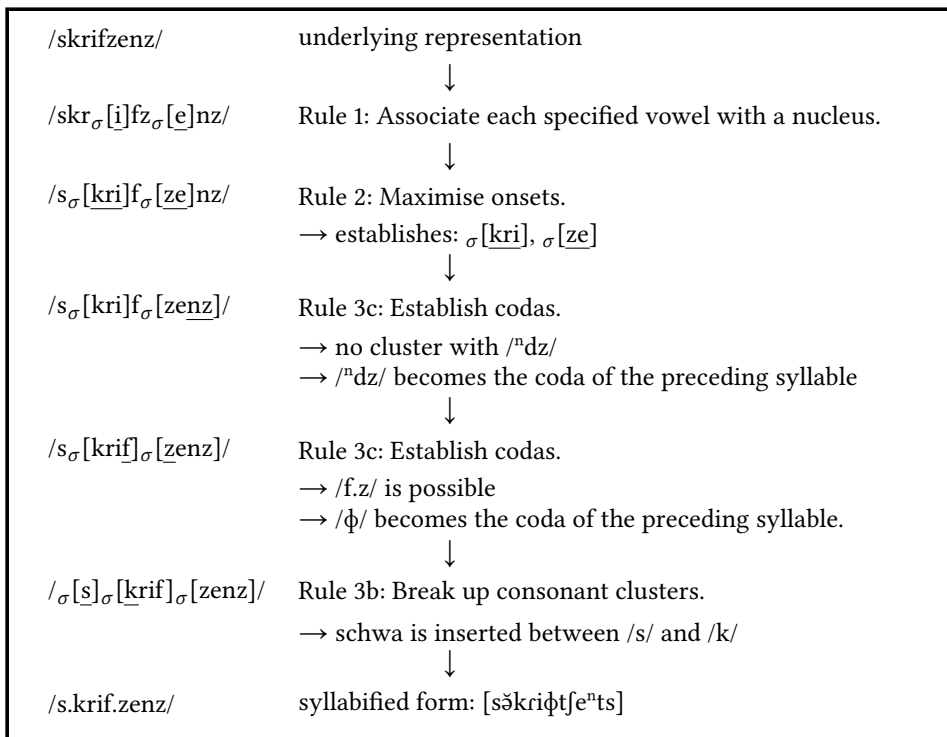 /skrifzenz/ underlying representation
↓
/skrσ[i]fzσ[e]nz/ Rule 1: Associate each specified vowel with a nucleus.
↓
/sσ[kri]fσ[ze]nz/ Rule 2: Maximise onsets.
→ establishes: σ[kri], σ[ze]
↓
/sσ[kri]fσ[zenz]/ Rule 3c: Establish codas.
→ no cluster with /ⁿdz/
→ /ⁿdz/ becomes the coda of the preceding syllable
↓
/sσ[krif]σ[zenz]/ Rule 3c: Establish codas.
→ /f.z/ is possible
→ /ɸ/ becomes the coda of the preceding syllable.
↓
/σ[s]σ[krif]σ[zenz]/ Rule 3b: Break up consonant clusters.
→ schwa is inserted between /s/ and /k/
↓
/s.krif.zenz/ syllabified form: [sə̆kɾiɸtʃeⁿts]